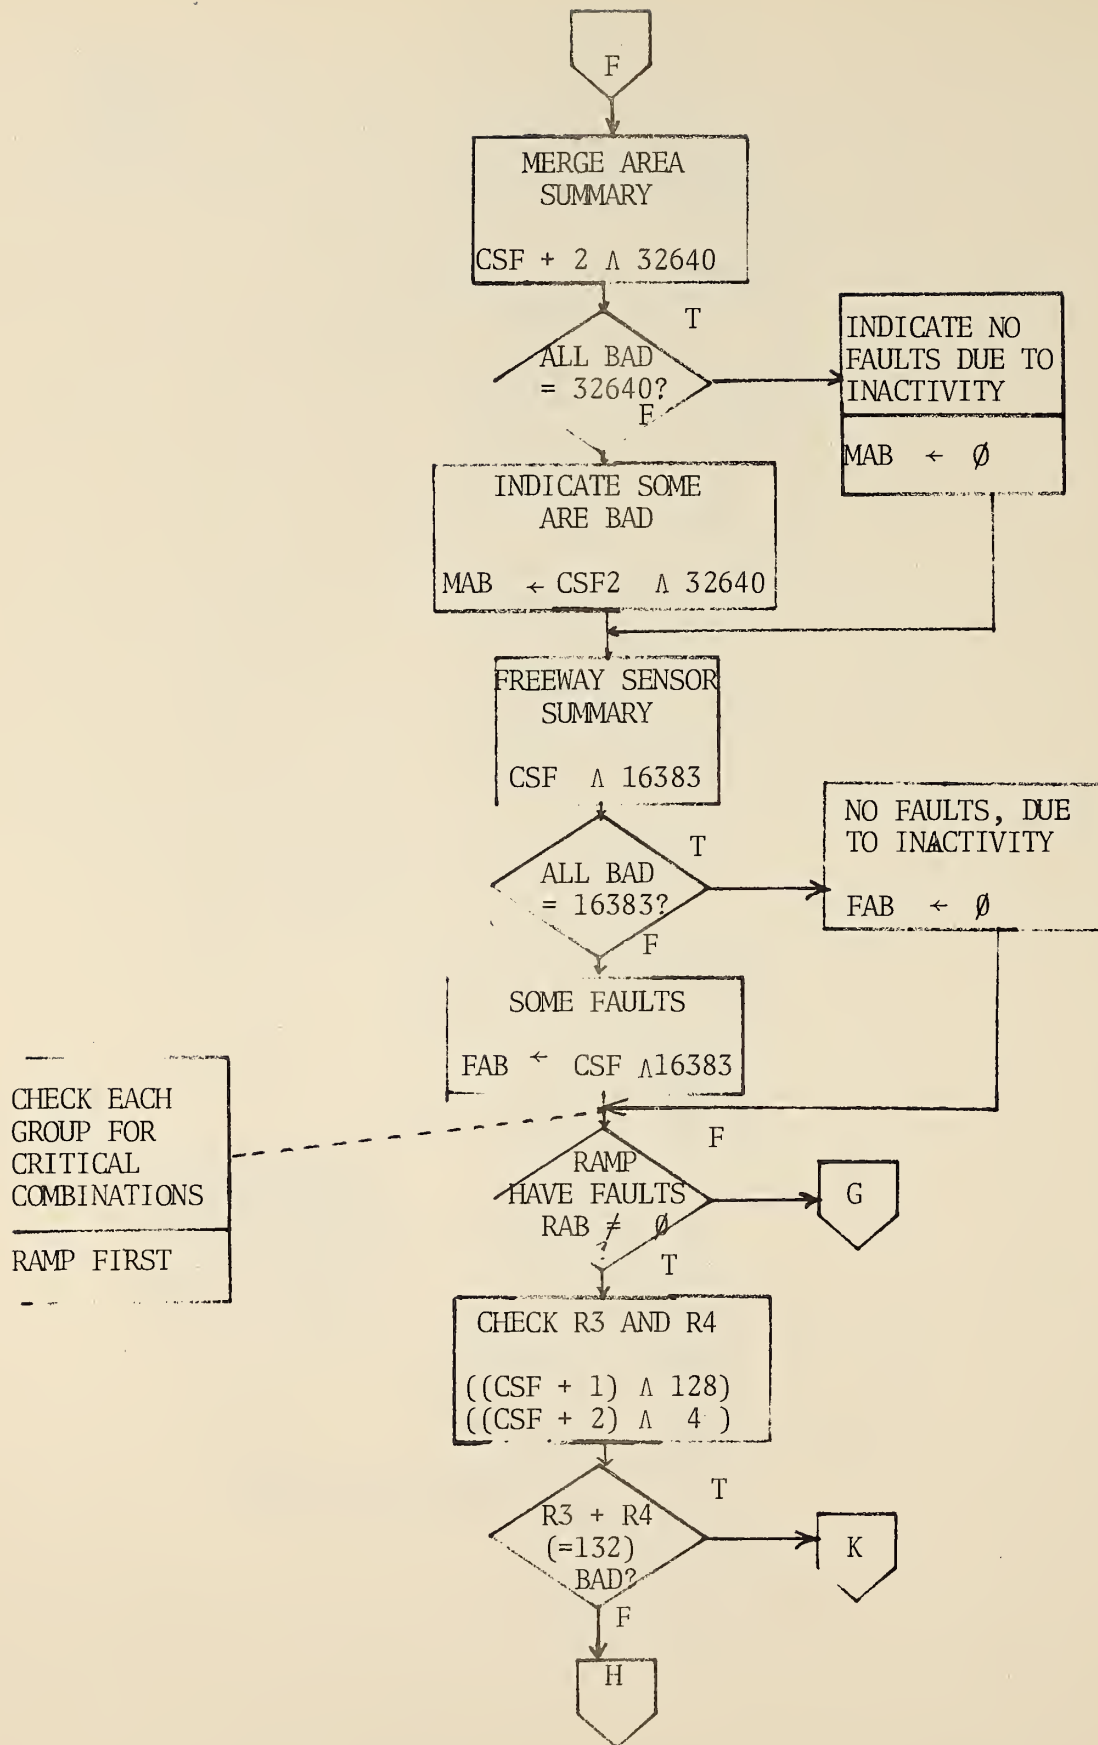 F
MERGE AREA
SUMMARY
CSF + 2 Λ 32640
T
ALL BAD
= 32640?
F
INDICATE NO
FAULTS DUE TO
INACTIVITY
MAB ← Ø
INDICATE SOME
ARE BAD
MAB ← CSF2 Λ 32640
FREEWAY SENSOR
SUMMARY
CSF Λ 16383
T
ALL BAD
= 16383?
F
NO FAULTS, DUE
TO INACTIVITY
FAB ← Ø
SOME FAULTS
FAB ← CSF Λ16383
CHECK EACH
GROUP FOR
CRITICAL
COMBINATIONS
RAMP FIRST
F
RAMP
HAVE FAULTS
RAB ≠ Ø
?
T
G
CHECK R3 AND R4
((CSF + 1) Λ 128)
((CSF + 2) Λ 4 )
T
R3 + R4
(=132)
BAD?
F
K
H